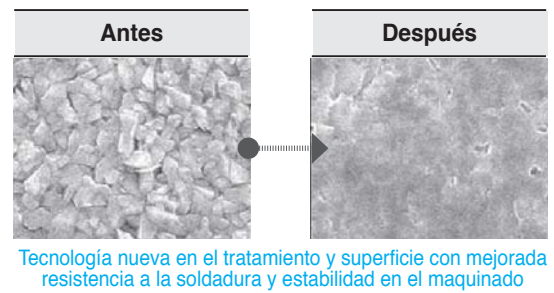 Antes
Después
Tecnología nueva en el tratamiento y superficie con mejorada
resistencia a la soldadura y estabilidad en el maquinado